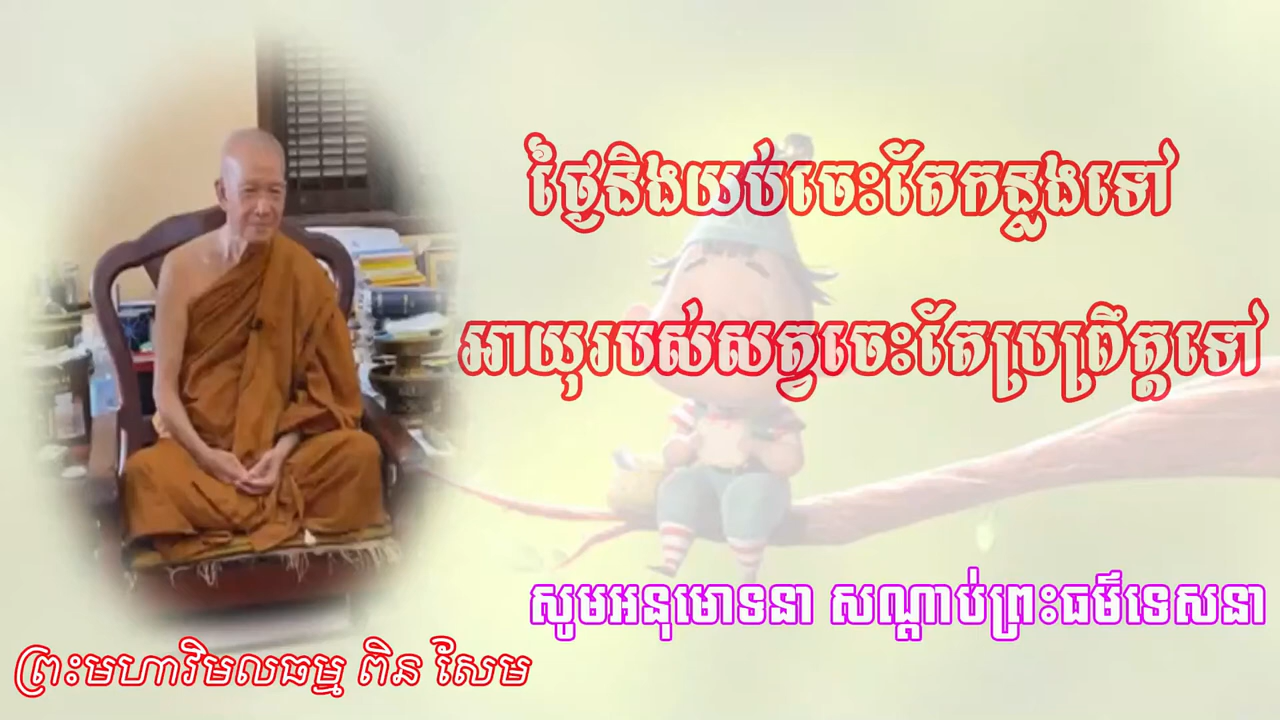 ថ្ងៃនិងយប់ចេះតែកន្លងទៅ
អាយុរបស់សត្វចេះតែប្រព្រឹត្តទៅ
សូមអនុមោទនា សណ្ដាប់ព្រះធម៌ទេសនា
ព្រះមហាវិមលធម្ម ពិន សែម